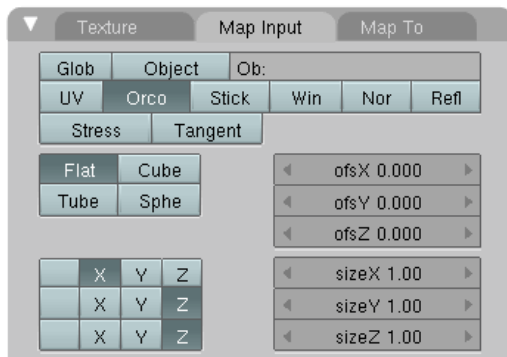 Texture Map Input Map To
Glob Object Ob:
UV Orco Stick Win Nor Refl
Stress Tangent
Flat Cube ofsX 0.000
Tube Sphe ofsY 0.000
ofsZ 0.000
X Y Z sizeX 1.00
X Y Z sizeY 1.00
X Y Z sizeZ 1.00